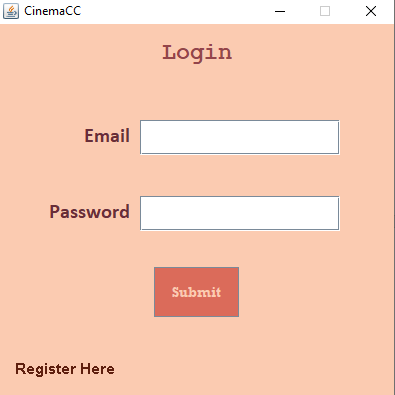 CinemaCC
Login
Email
Password
Submit
Register Here